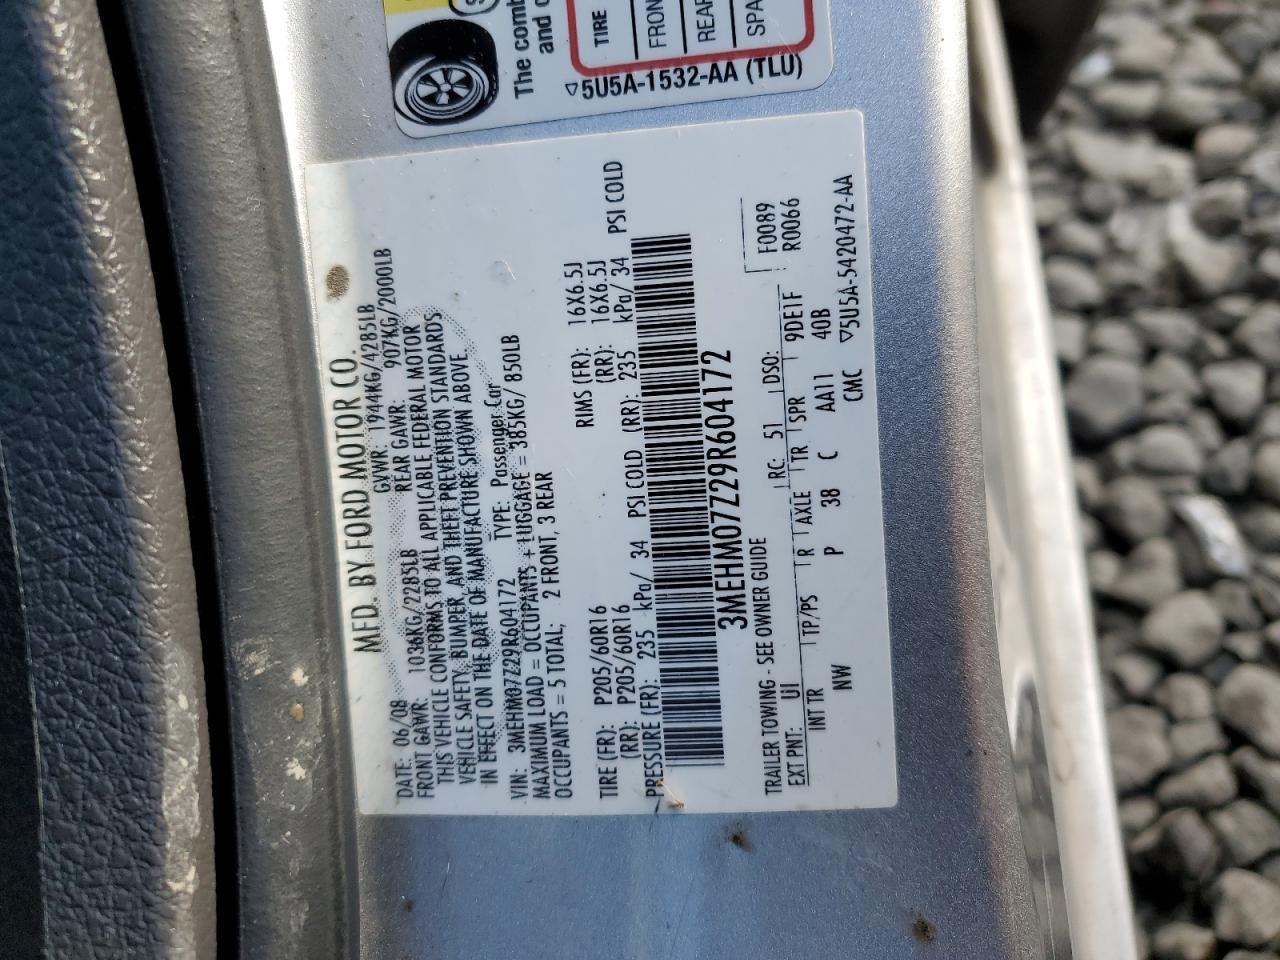 The comb
and c
TIRE
FRON
REAR
SPA
▽5U5A-1532-AA (TLU)
MFD. BY FORD MOTOR CO.
DATE: 06/08 GVWR: 1944KG/4285LB
FRONT GAWR: 1036KG/2285LB REAR GAWR: 907KG/2000LB
THIS VEHICLE CONFORMS TO ALL APPLICABLE FEDERAL MOTOR
VEHICLE SAFETY, BUMPER, AND THEFT PREVENTION STANDARDS
IN EFFECT ON THE DATE OF MANUFACTURE SHOWN ABOVE.
VIN: 3MEHM07Z29R604172 TYPE: Passenger Car
MAXIMUM LOAD = OCCUPANTS + LUGGAGE = 385KG/ 850LB
OCCUPANTS = 5 TOTAL; 2 FRONT, 3 REAR
TIRE (FR): P205/60R16 RIMS (FR): 16X6.5J
(RR): P205/60R16 (RR): 16X6.5J
PRESSURE (FR): 235 kPa/ 34 PSI COLD (RR): 235 kPa/ 34 PSI COLD
3MEHM07Z29R604172
TRAILER TOWING - SEE OWNER GUIDE F0089
EXT PNT: UI RC: 51 DSO: R0066
INT TR TP/PS R AXLE TR SPR 9DE1F
NW P 38 C AA11 40B
CMC ▽5U5A-5420472-AA